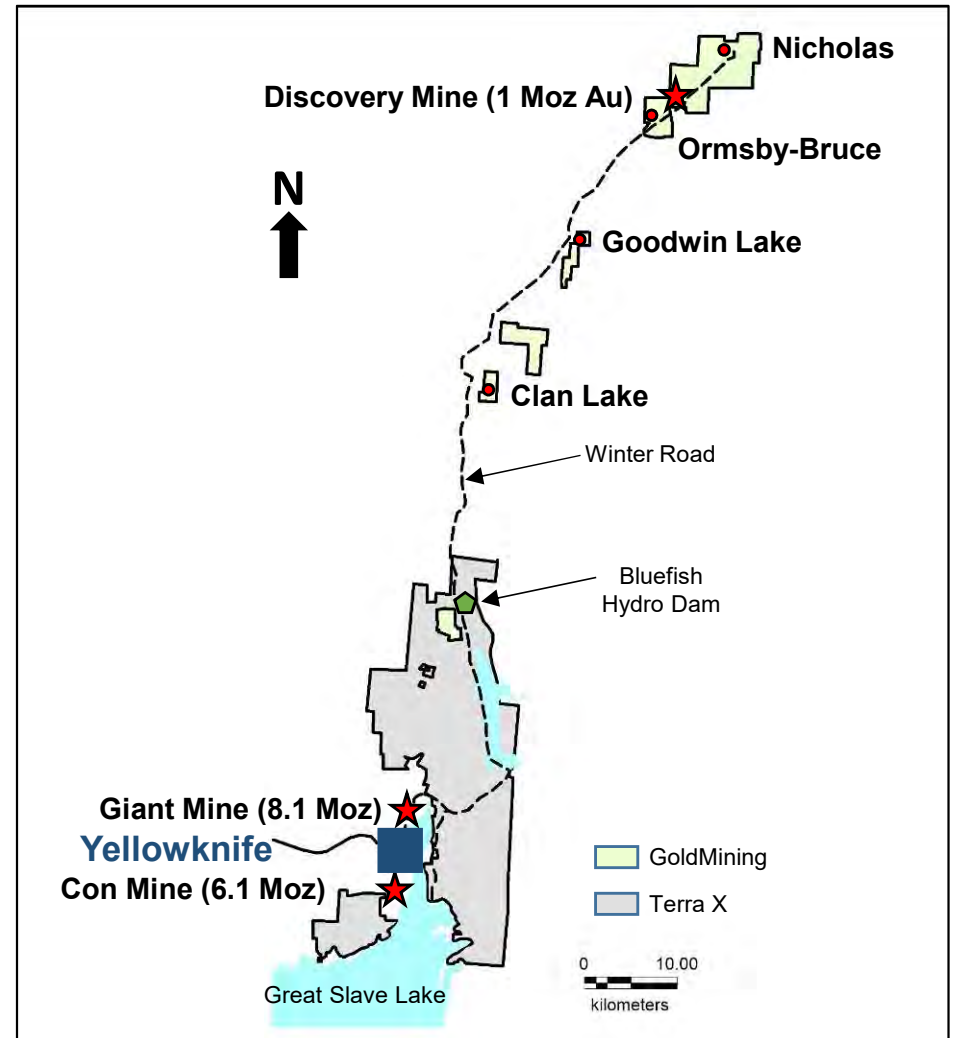 Nicholas
Discovery Mine (1 Moz Au)
Ormsby-Bruce
N
Goodwin Lake
Clan Lake
Winter Road
Bluefish
Hydro Dam
Giant Mine (8.1 Moz)
Yellowknife
Con Mine (6.1 Moz)
GoldMining
Terra X
0 10.00
kilometers
Great Slave Lake